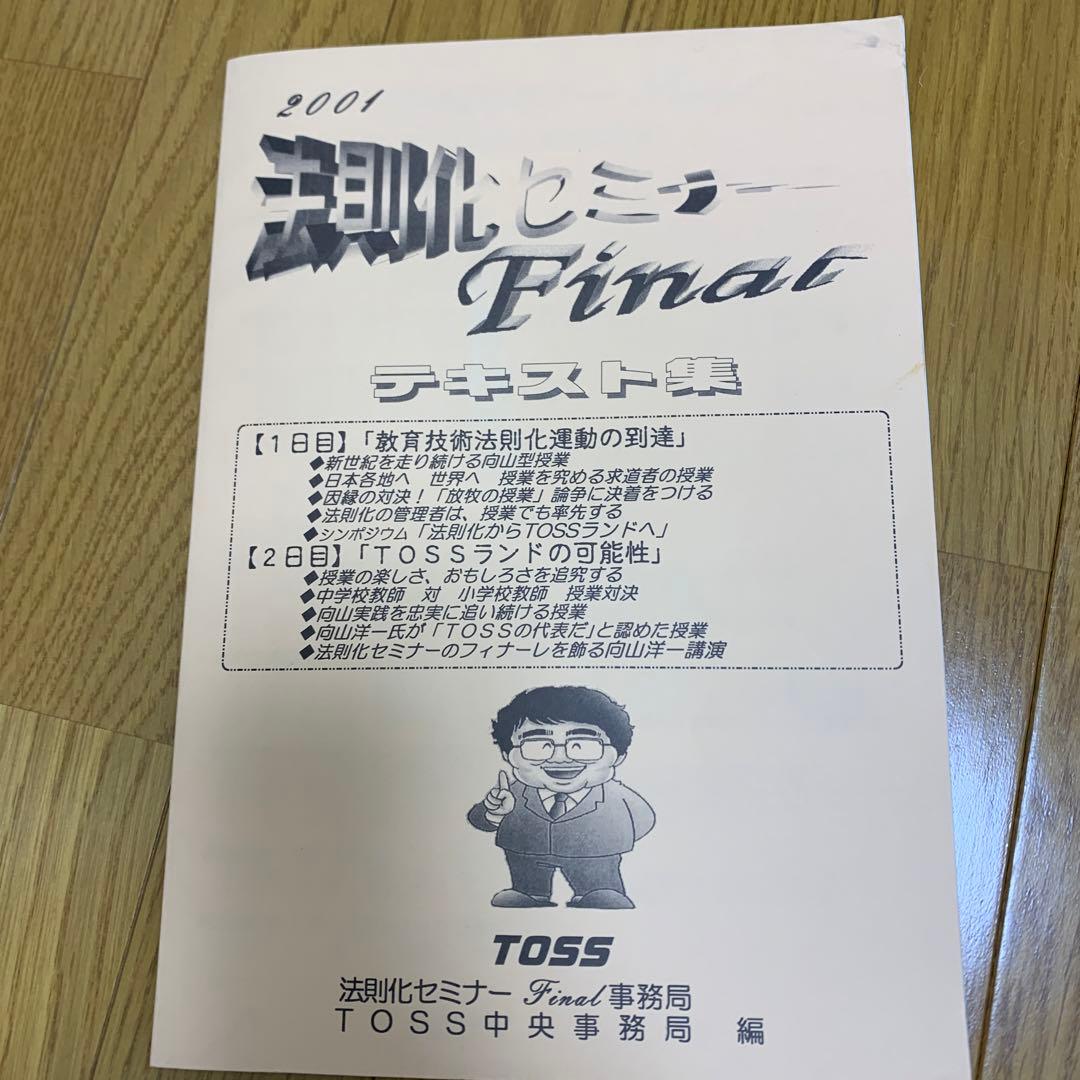 2001
法則化セミナー
Final
テキスト集
【1日目】「教育技術法則化運動の到達」
◆新世紀を走り続ける向山型授業
◆日本各地へ　世界へ　授業を究める求道者の授業
◆因縁の対決！「放牧の授業」論争に決着をつける
◆法則化の管理者は、授業でも率先する
◆シンポジウム「法則化からTOSSランドへ」
【2日目】「TOSSランドの可能性」
◆授業の楽しさ、おもしろさを追究する
◆中学校教師　対　小学校教師　授業対決
◆向山実践を忠実に追い続ける授業
◆向山洋一氏が「TOSSの代表だ」と認めた授業
◆法則化セミナーのフィナーレを飾る向山洋一講演
TOSS
法則化セミナー Final 事務局
TOSS中央事務局　編